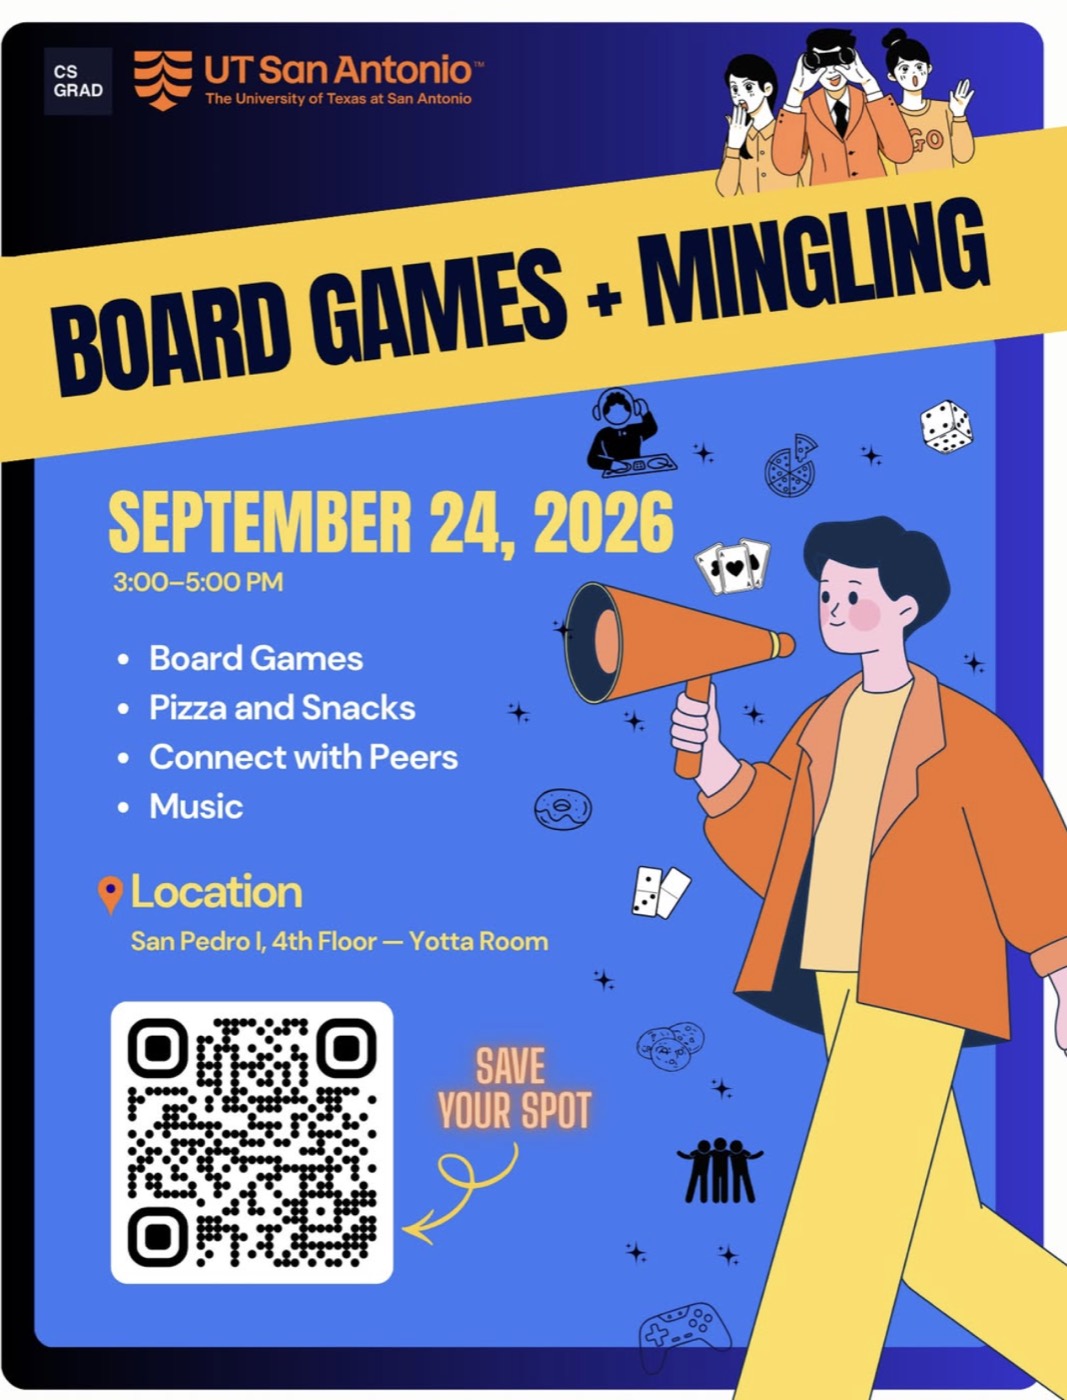 CS
GRAD
UT San Antonio™
The University of Texas at San Antonio
GO
BOARD GAMES + MINGLING
SEPTEMBER 24, 2026
3:00–5:00 PM
• Board Games
• Pizza and Snacks
• Connect with Peers
• Music
Location
San Pedro I, 4th Floor — Yotta Room
SAVE
YOUR SPOT